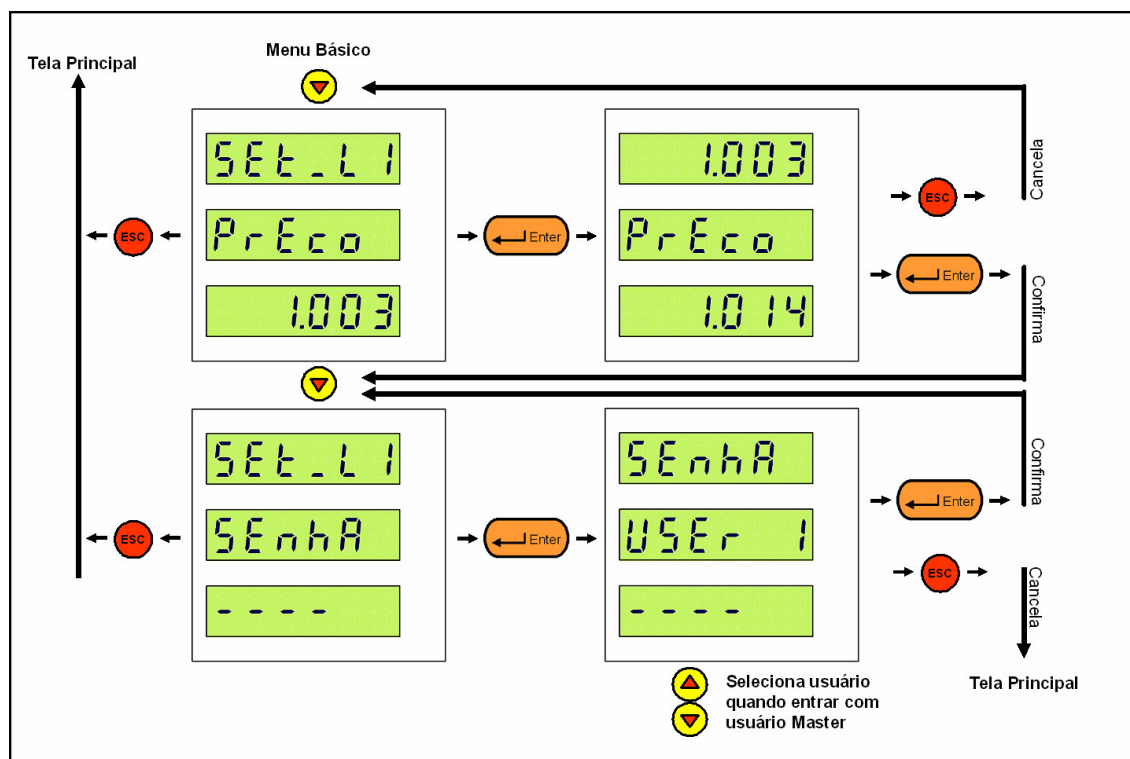 Menu Básico
Tela Principal
SEt_L1
PrEco
1.003
ESC
Enter
1.003
PrEco
1.014
ESC
Cancela
Enter
Confirma
SEt_L1
SEnhA
----
ESC
Enter
SEnhA
USEr 1
----
Enter
Confirma
ESC
Cancela
Tela Principal
Seleciona usuário
quando entrar com
usuário Master